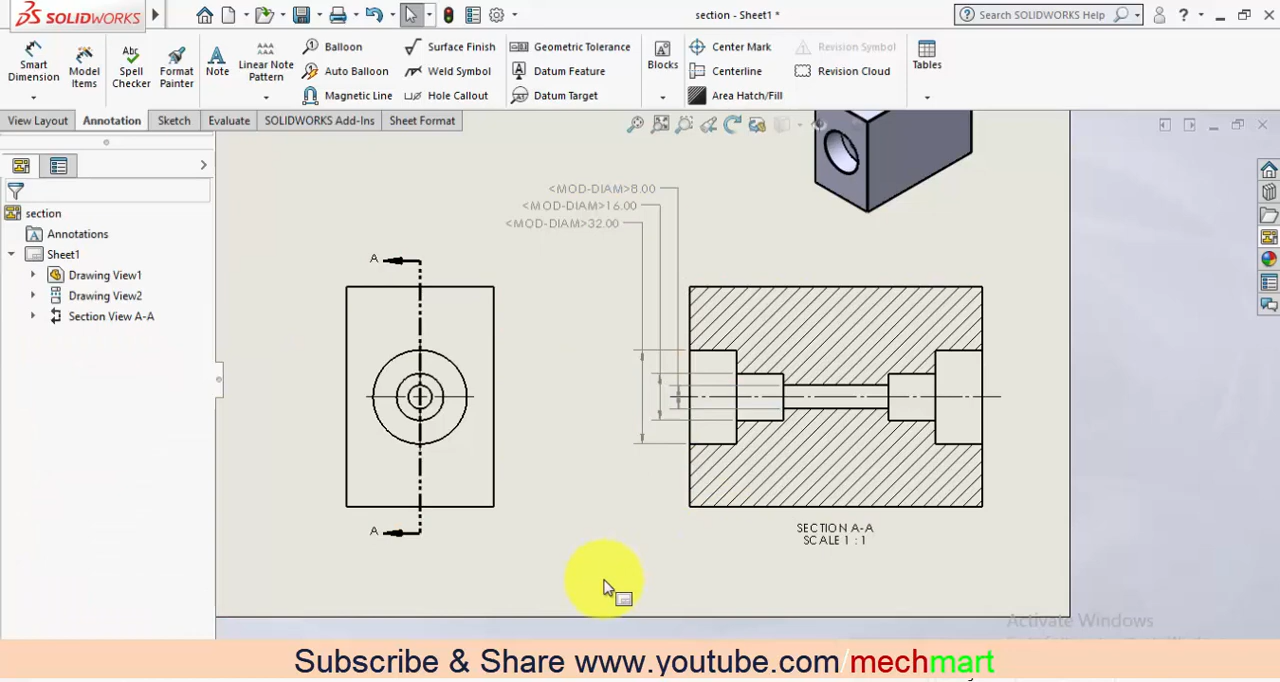 SOLIDWORKS
section - Sheet1 *
Search SOLIDWORKS Help
?
Smart Dimension
Model Items
Abc
Spell Checker
Format Painter
Note
Linear Note Pattern
Balloon
Auto Balloon
Magnetic Line
Surface Finish
Weld Symbol
Hole Callout
Geometric Tolerance
Datum Feature
Datum Target
Blocks
Center Mark
Centerline
Area Hatch/Fill
Revision Symbol
Revision Cloud
Tables
View Layout
Annotation
Sketch
Evaluate
SOLIDWORKS Add-Ins
Sheet Format
section
Annotations
Sheet1
Drawing View1
Drawing View2
Section View A-A
<MOD-DIAM>8.00
<MOD-DIAM>16.00
<MOD-DIAM>32.00
A
A
SECTION A-A
SCALE 1 : 1
Activate Windows
Subscribe & Share www.youtube.com/mechmart